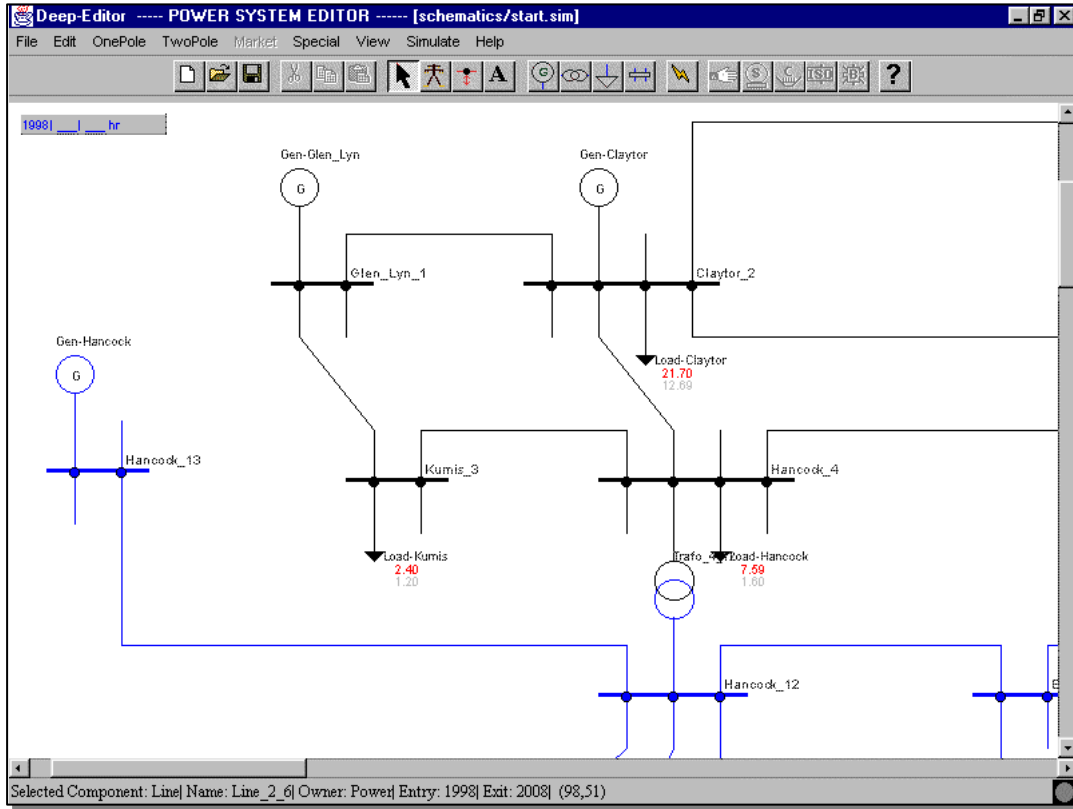 Deep-Editor ----- POWER SYSTEM EDITOR ------ [schematics/start.sim]
File Edit OnePole TwoPole Market Special View Simulate Help
A G S C ISO B ?
1998| ___| ___ hr
Gen-Glen_Lyn
Gen-Claytor
G
G
Glen_Lyn_1
Claytor_2
Gen-Hancock
G
Load-Claytor
21.70
12.69
Hancock_13
Kumis_3
Hancock_4
Load-Kumis
2.40
1.20
Load-Hancock
7.59
1.60
Hancock_12
Selected Component: Line| Name: Line_2_6| Owner: Power| Entry: 1998| Exit: 2008| (98,51)